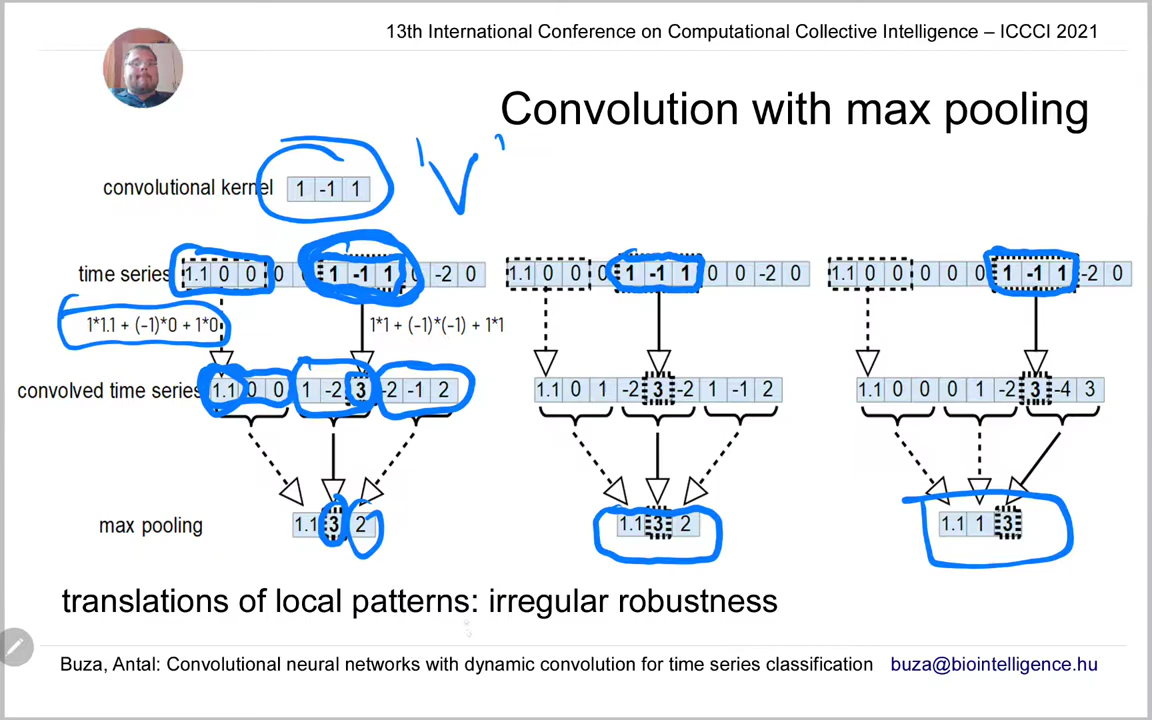 13th International Conference on Computational Collective Intelligence – ICCCI 2021
Convolution with max pooling
convolutional kernel 1 -1 1
'V'
time series 1.1 0 0 0 1 -1 1 0 -2 0 1.1 0 0 0 1 -1 1 0 0 -2 0 1.1 0 0 0 0 0 1 -1 1 -2 0
1*1.1 + (-1)*0 + 1*0 1*1 + (-1)*(-1) + 1*1
convolved time series 1.1 0 0 1 -2 3 -2 -1 2 1.1 0 1 -2 3 -2 1 -1 2 1.1 0 0 0 1 -2 3 -4 3
max pooling 1.1 3 2 1.1 3 2 1.1 1 3
translations of local patterns: irregular robustness
Buza, Antal: Convolutional neural networks with dynamic convolution for time series classification buza@biointelligence.hu